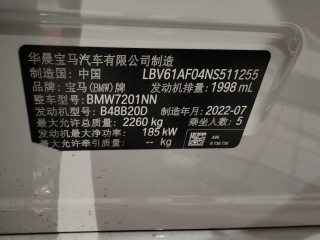 华晨宝马汽车有限公司制造
制造国：中国 LBV61AF04NS511255
品牌：宝马(BMW)牌 发动机排量：1998 mL
整车型号：BMW7201NN
发动机型号：B48B20D 制造年月：2022-07
最大允许总质量：2260 kg 乘坐人数：5
发动机最大净功率：185 kW
最大允许牵引质量：-- kg